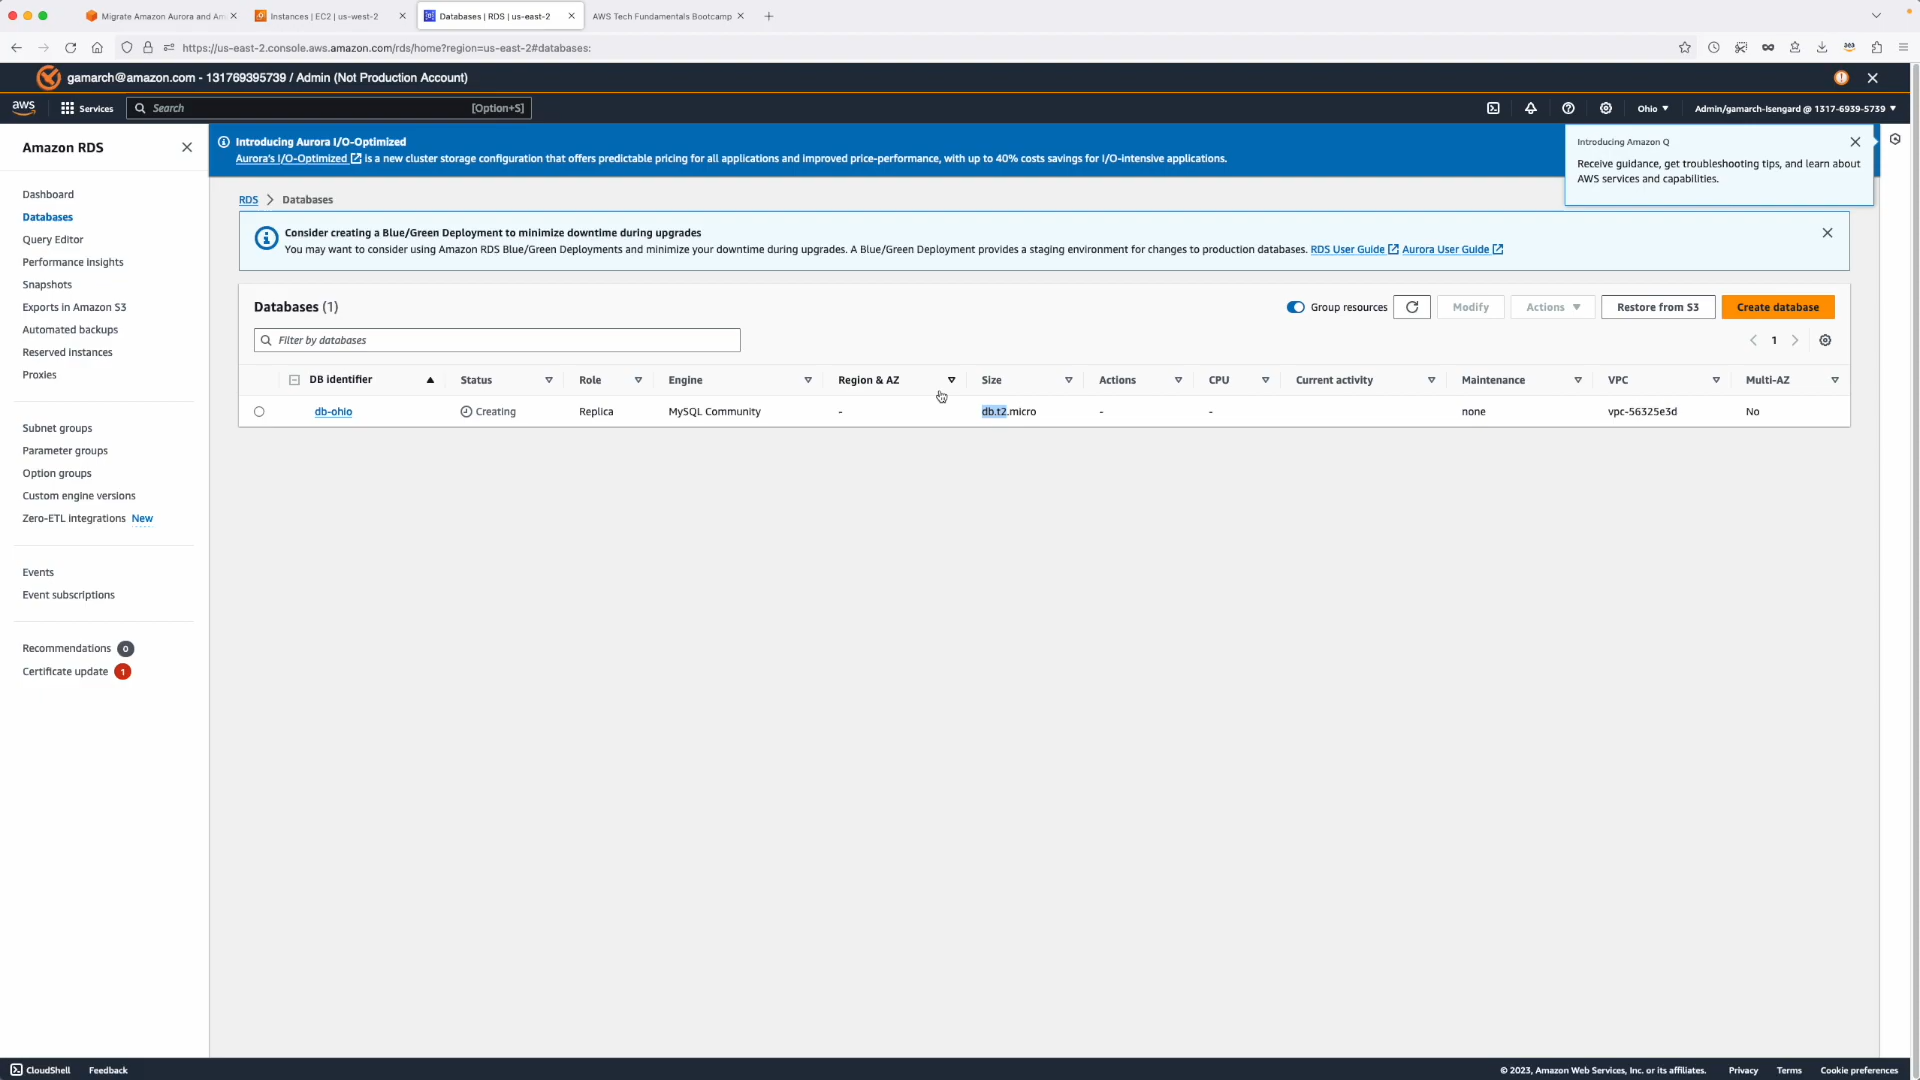 Migrate Amazon Aurora and Am
Instances | EC2 | us-west-2
Databases | RDS | us-east-2
AWS Tech Fundamentals Bootcamp
https://us-east-2.console.aws.amazon.com/rds/home?region=us-east-2#databases:
gamarch@amazon.com - 131769395739 / Admin (Not Production Account)
aws
Services
Search
[Option+S]
Ohio
Admin/gamarch-Isengard @ 1317-6939-5739
Amazon RDS
Introducing Aurora I/O-Optimized
Aurora's I/O-Optimized is a new cluster storage configuration that offers predictable pricing for all applications and improved price-performance, with up to 40% costs savings for I/O-intensive applications.
Introducing Amazon Q
Receive guidance, get troubleshooting tips, and learn about
AWS services and capabilities.
Dashboard
Databases
Query Editor
Performance insights
Snapshots
Exports in Amazon S3
Automated backups
Reserved instances
Proxies
Subnet groups
Parameter groups
Option groups
Custom engine versions
Zero-ETL integrations New
Events
Event subscriptions
Recommendations 0
Certificate update 1
RDS > Databases
Consider creating a Blue/Green Deployment to minimize downtime during upgrades
You may want to consider using Amazon RDS Blue/Green Deployments and minimize your downtime during upgrades. A Blue/Green Deployment provides a staging environment for changes to production databases. RDS User Guide Aurora User Guide
Databases (1)
Group resources
Modify
Actions
Restore from S3
Create database
Filter by databases
1
DB identifier
Status
Role
Engine
Region & AZ
Size
Actions
CPU
Current activity
Maintenance
VPC
Multi-AZ
db-ohio
Creating
Replica
MySQL Community
-
db.t2.micro
-
-
none
vpc-56325e3d
No
CloudShell
Feedback
© 2023, Amazon Web Services, Inc. or its affiliates.
Privacy
Terms
Cookie preferences